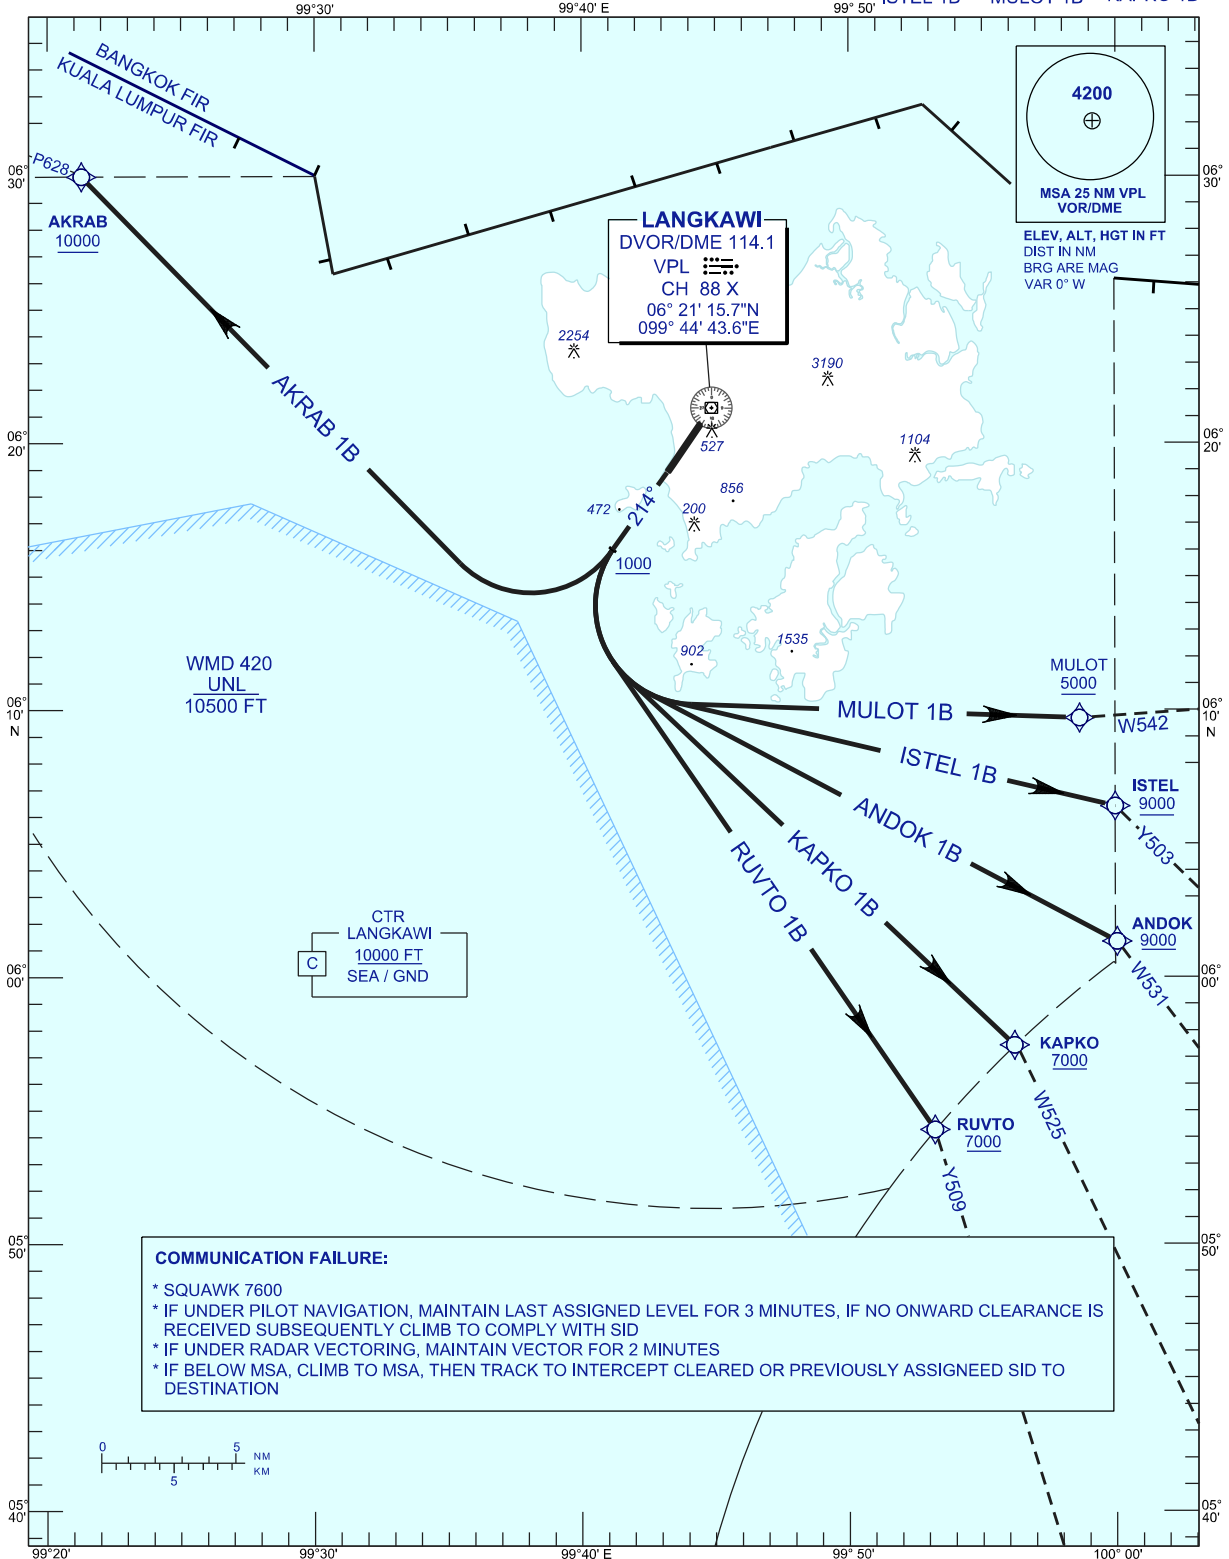 ISTEL 1B MULOT 1B KAPKO 1B
99°30' 99°40' E 99°50'
BANGKOK FIR
KUALA LUMPUR FIR
P628
06°
30'
AKRAB
10000
4200
MSA 25 NM VPL
VOR/DME
06°
30'
ELEV, ALT, HGT IN FT
DIST IN NM
BRG ARE MAG
VAR 0° W
LANGKAWI
DVOR/DME 114.1
VPL
CH 88 X
06° 21' 15.7"N
099° 44' 43.6"E
2254
3190
AKRAB 1B
527
1104
06°
20'
06°
20'
856
472
200
214°
1000
902
1535
WMD 420
UNL
10500 FT
MULOT
5000
06°
10'
N
06°
10'
N
MULOT 1B
W542
ISTEL 1B
ISTEL
9000
Y503
ANDOK 1B
KAPKO 1B
RUVTO 1B
ANDOK
9000
W531
CTR
LANGKAWI
C
10000 FT
SEA / GND
06°
00'
06°
00'
KAPKO
7000
W525
RUVTO
7000
Y509
05°
50'
05°
50'
COMMUNICATION FAILURE:
* SQUAWK 7600
* IF UNDER PILOT NAVIGATION, MAINTAIN LAST ASSIGNED LEVEL FOR 3 MINUTES, IF NO ONWARD CLEARANCE IS
RECEIVED SUBSEQUENTLY CLIMB TO COMPLY WITH SID
* IF UNDER RADAR VECTORING, MAINTAIN VECTOR FOR 2 MINUTES
* IF BELOW MSA, CLIMB TO MSA, THEN TRACK TO INTERCEPT CLEARED OR PREVIOUSLY ASSIGNEED SID TO
DESTINATION
0 5 NM
5 KM
05°
40'
05°
40'
99°20' 99°30' 99°40' E 99° 50' 100° 00'